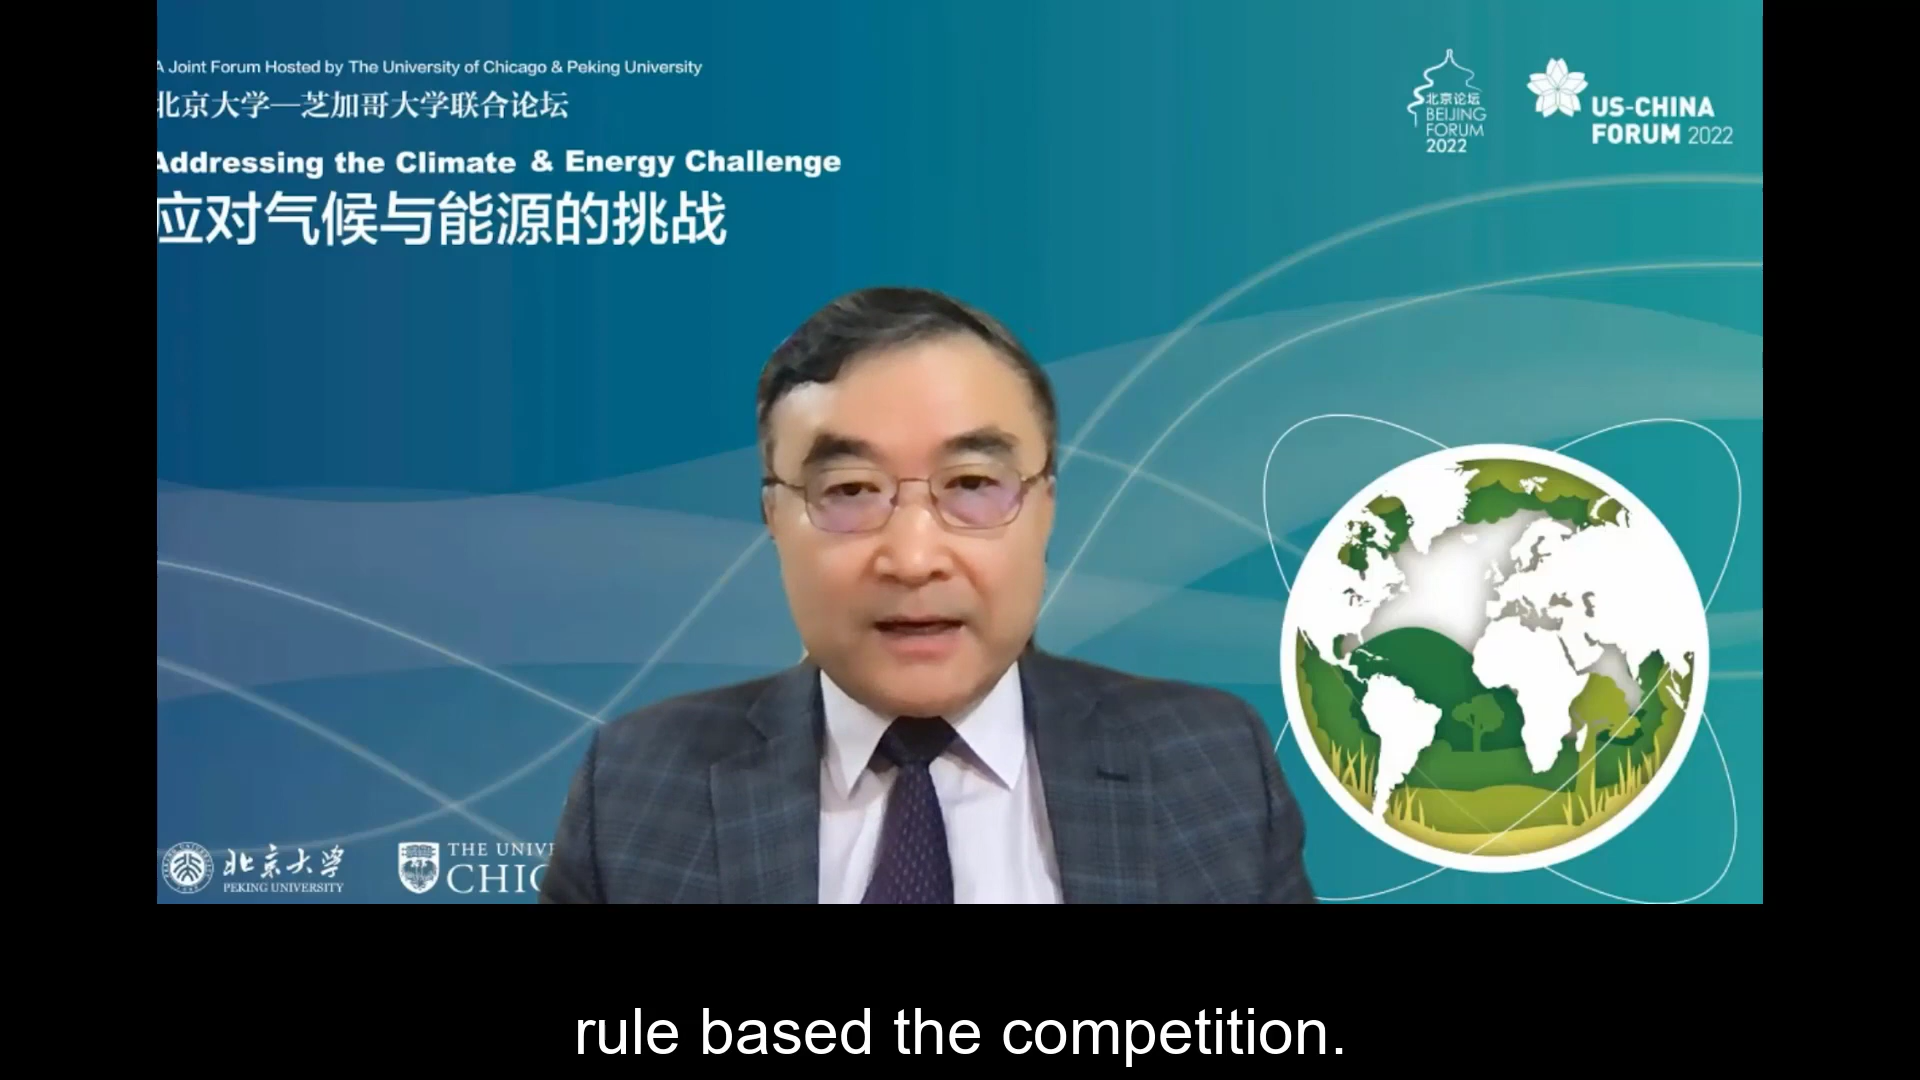 A Joint Forum Hosted by The University of Chicago & Peking University
北京大学—芝加哥大学联合论坛
Addressing the Climate & Energy Challenge
应对气候与能源的挑战
北京论坛
BEIJING
FORUM
2022
US-CHINA
FORUM 2022
北京大学
PEKING UNIVERSITY
THE UNIVE
CHIC
rule based the competition.